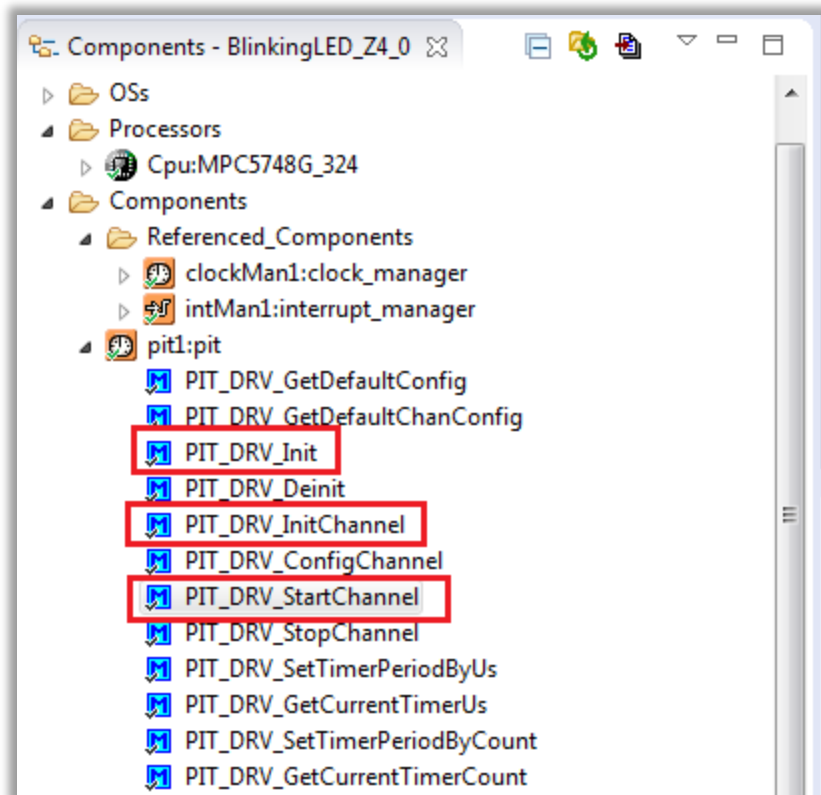 Components - BlinkingLED_Z4_0
OSs
Processors
Cpu:MPC5748G_324
Components
Referenced_Components
clockMan1:clock_manager
intMan1:interrupt_manager
pit1:pit
PIT_DRV_GetDefaultConfig
PIT_DRV_GetDefaultChanConfig
PIT_DRV_Init
PIT_DRV_Deinit
PIT_DRV_InitChannel
PIT_DRV_ConfigChannel
PIT_DRV_StartChannel
PIT_DRV_StopChannel
PIT_DRV_SetTimerPeriodByUs
PIT_DRV_GetCurrentTimerUs
PIT_DRV_SetTimerPeriodByCount
PIT_DRV_GetCurrentTimerCount